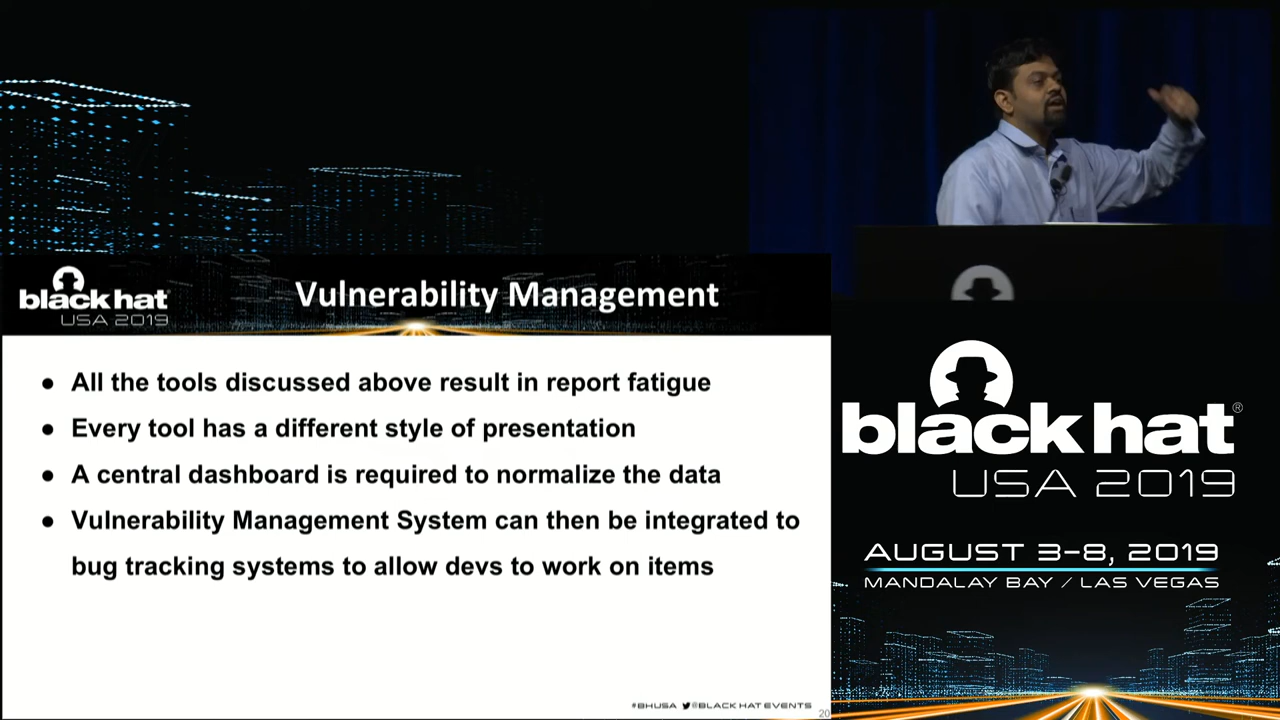 black hat
USA 2019
Vulnerability Management
● All the tools discussed above result in report fatigue
● Every tool has a different style of presentation
● A central dashboard is required to normalize the data
● Vulnerability Management System can then be integrated to
bug tracking systems to allow devs to work on items
#BHUSA @BLACK HAT EVENTS
20
black hat®
USA 2019
AUGUST 3-8, 2019
MANDALAY BAY / LAS VEGAS